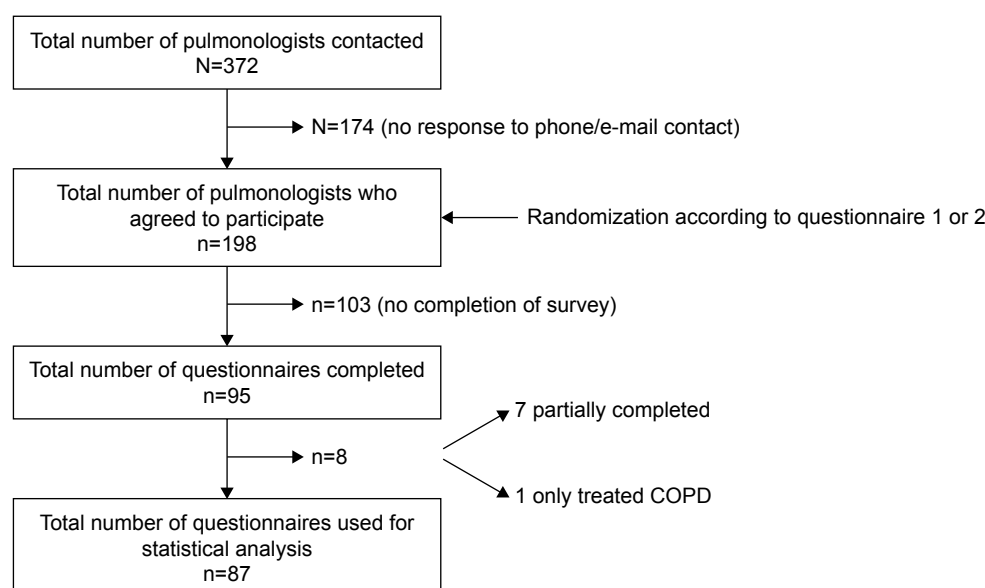 Total number of pulmonologists contacted
N=372
N=174 (no response to phone/e-mail contact)
Total number of pulmonologists who
agreed to participate
n=198
Randomization according to questionnaire 1 or 2
n=103 (no completion of survey)
Total number of questionnaires completed
n=95
7 partially completed
n=8
1 only treated COPD
Total number of questionnaires used for
statistical analysis
n=87